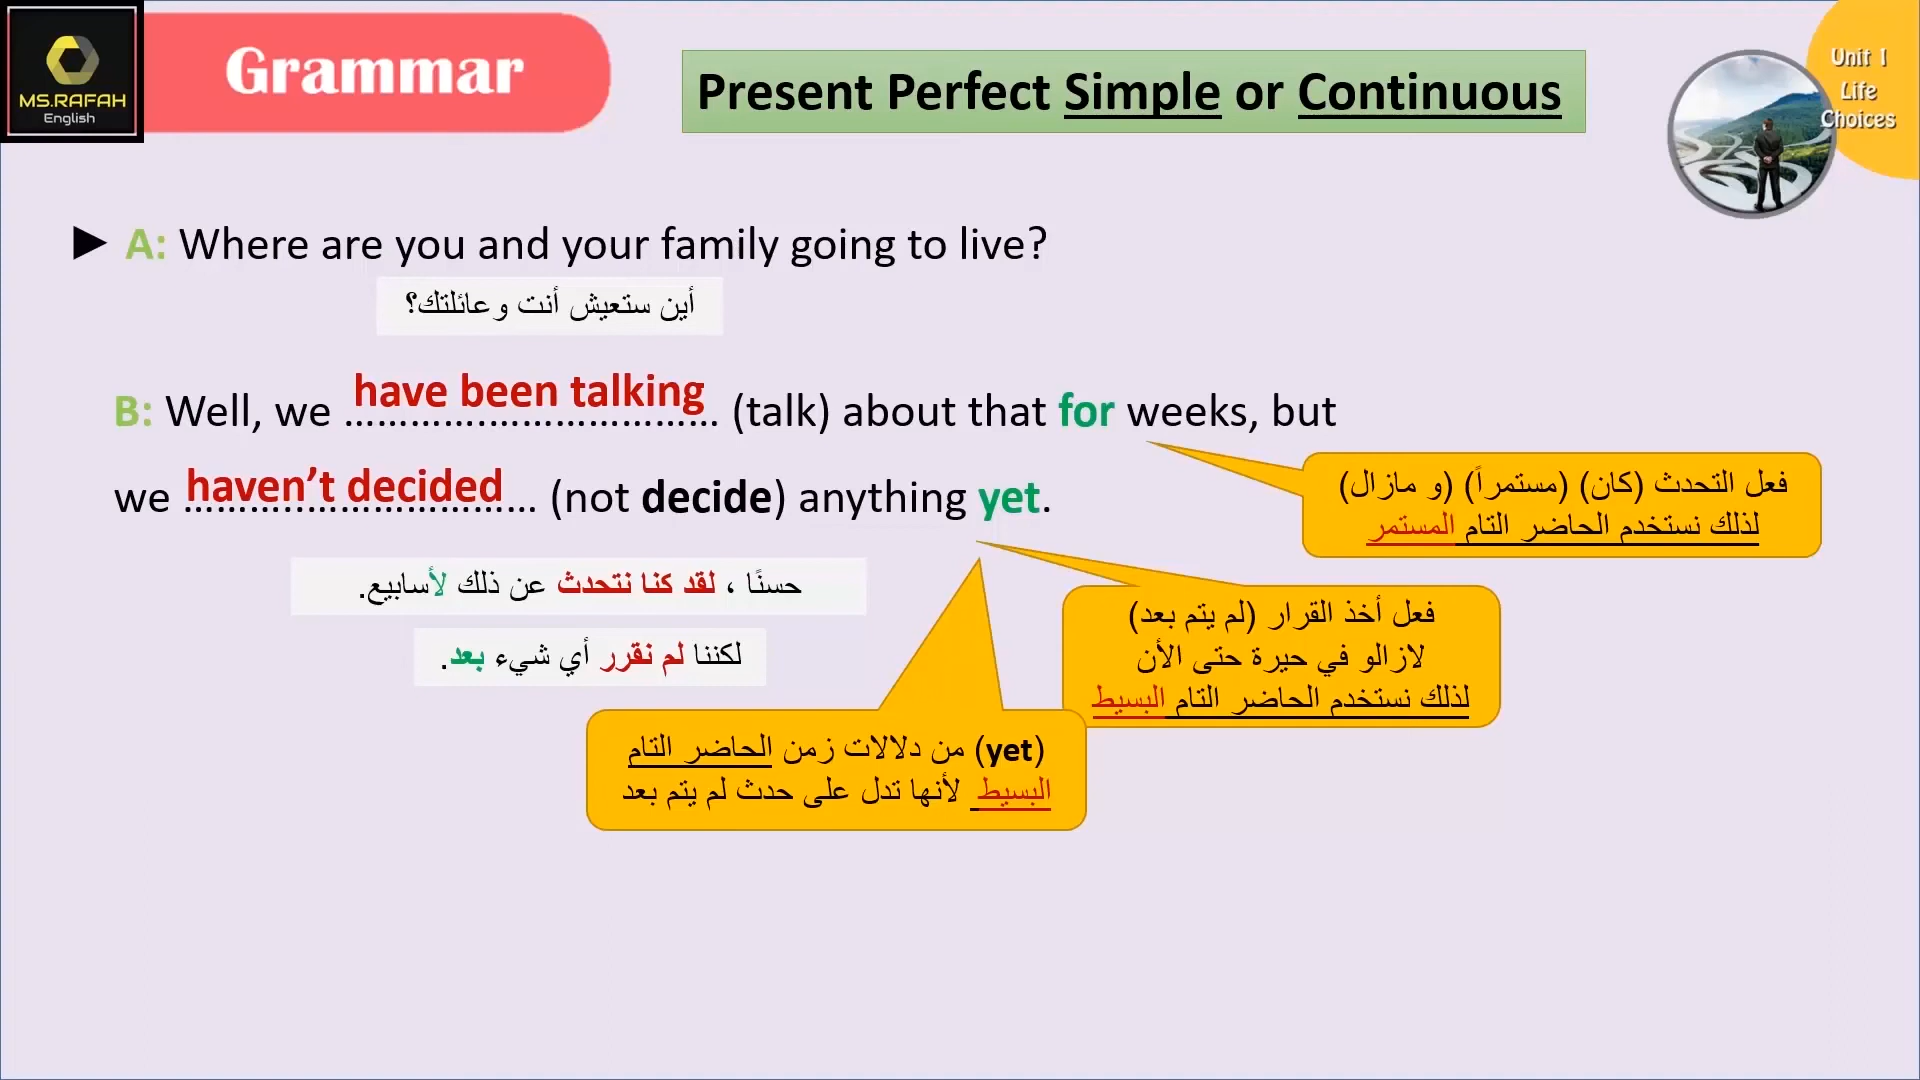 MS.RAFAH
English
Grammar
Present Perfect Simple or Continuous
Unit 1
Life
Choices
► A: Where are you and your family going to live?
أين ستعيش أنت وعائلتك؟
B: Well, we have been talking (talk) about that for weeks, but
we haven't decided (not decide) anything yet.
فعل التحدث (كان) (مستمراً) (و مازال)
لذلك نستخدم الحاضر التام المستمر
حسنًا ، لقد كنا نتحدث عن ذلك لأسابيع.
لكننا لم نقرر أي شيء بعد.
فعل أخذ القرار (لم يتم بعد)
لازالو في حيرة حتى الأن
لذلك نستخدم الحاضر التام البسيط
(yet) من دلالات زمن الحاضر التام
البسيط لأنها تدل على حدث لم يتم بعد